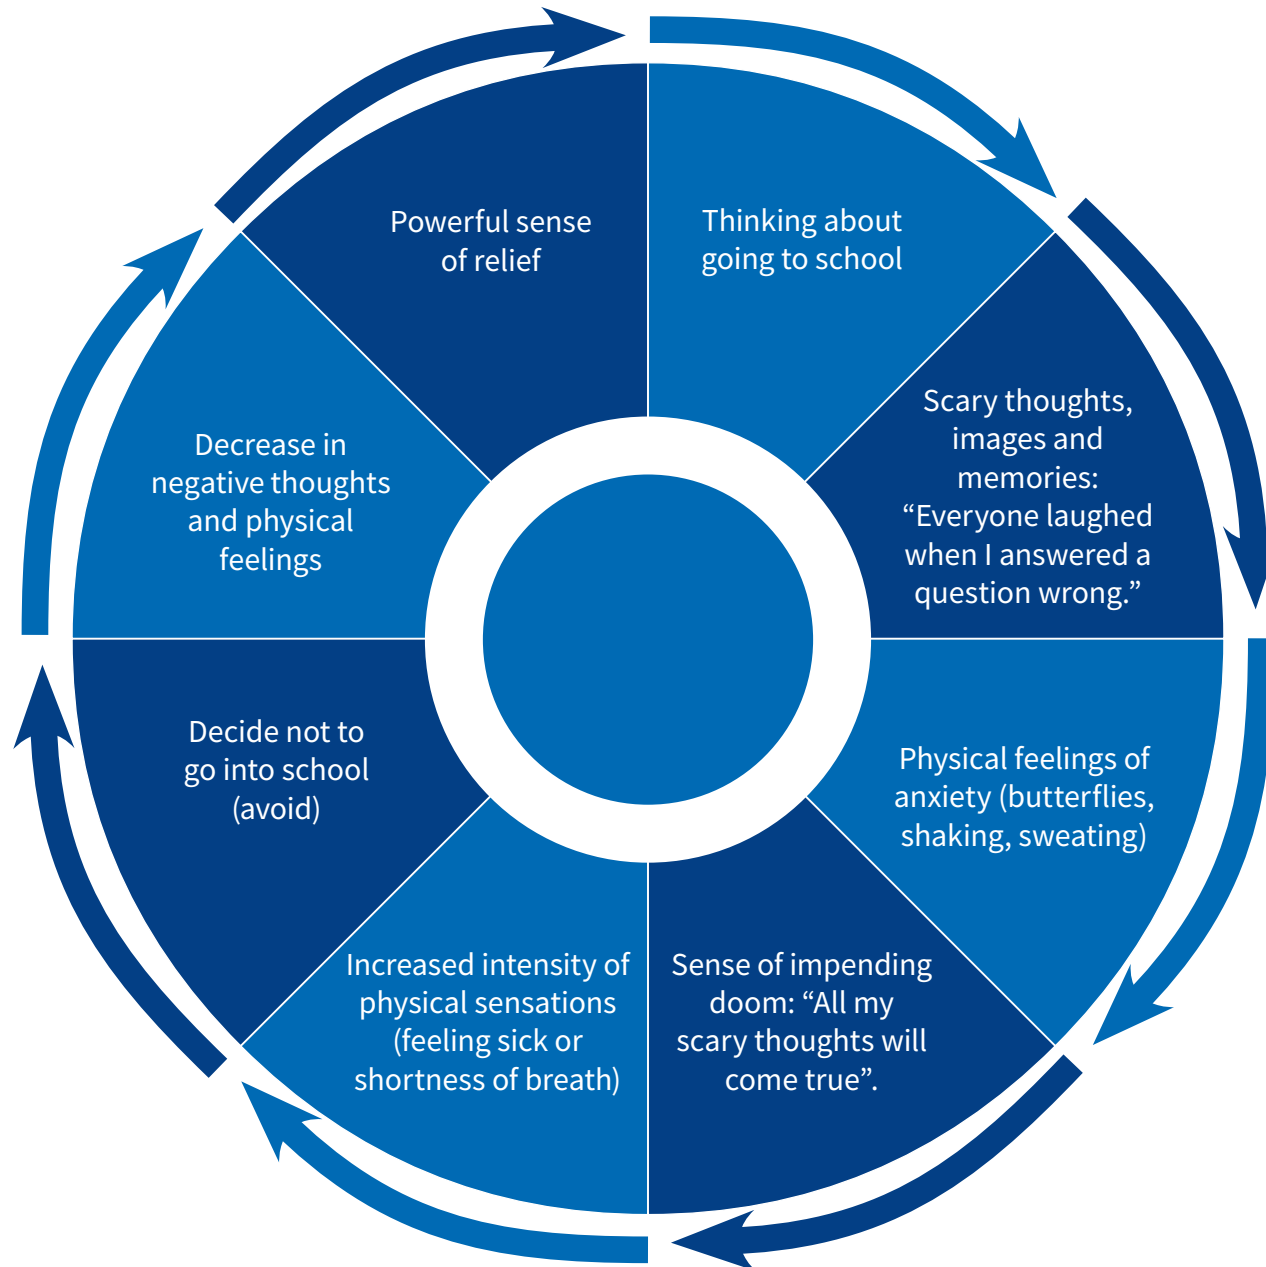 Thinking about
going to school
Scary thoughts,
images and
memories:
“Everyone laughed
when I answered a
question wrong.”
Physical feelings of
anxiety (butterflies,
shaking, sweating)
Sense of impending
doom: “All my
scary thoughts will
come true”.
Increased intensity of
physical sensations
(feeling sick or
shortness of breath)
Decide not to
go into school
(avoid)
Decrease in
negative thoughts
and physical
feelings
Powerful sense
of relief